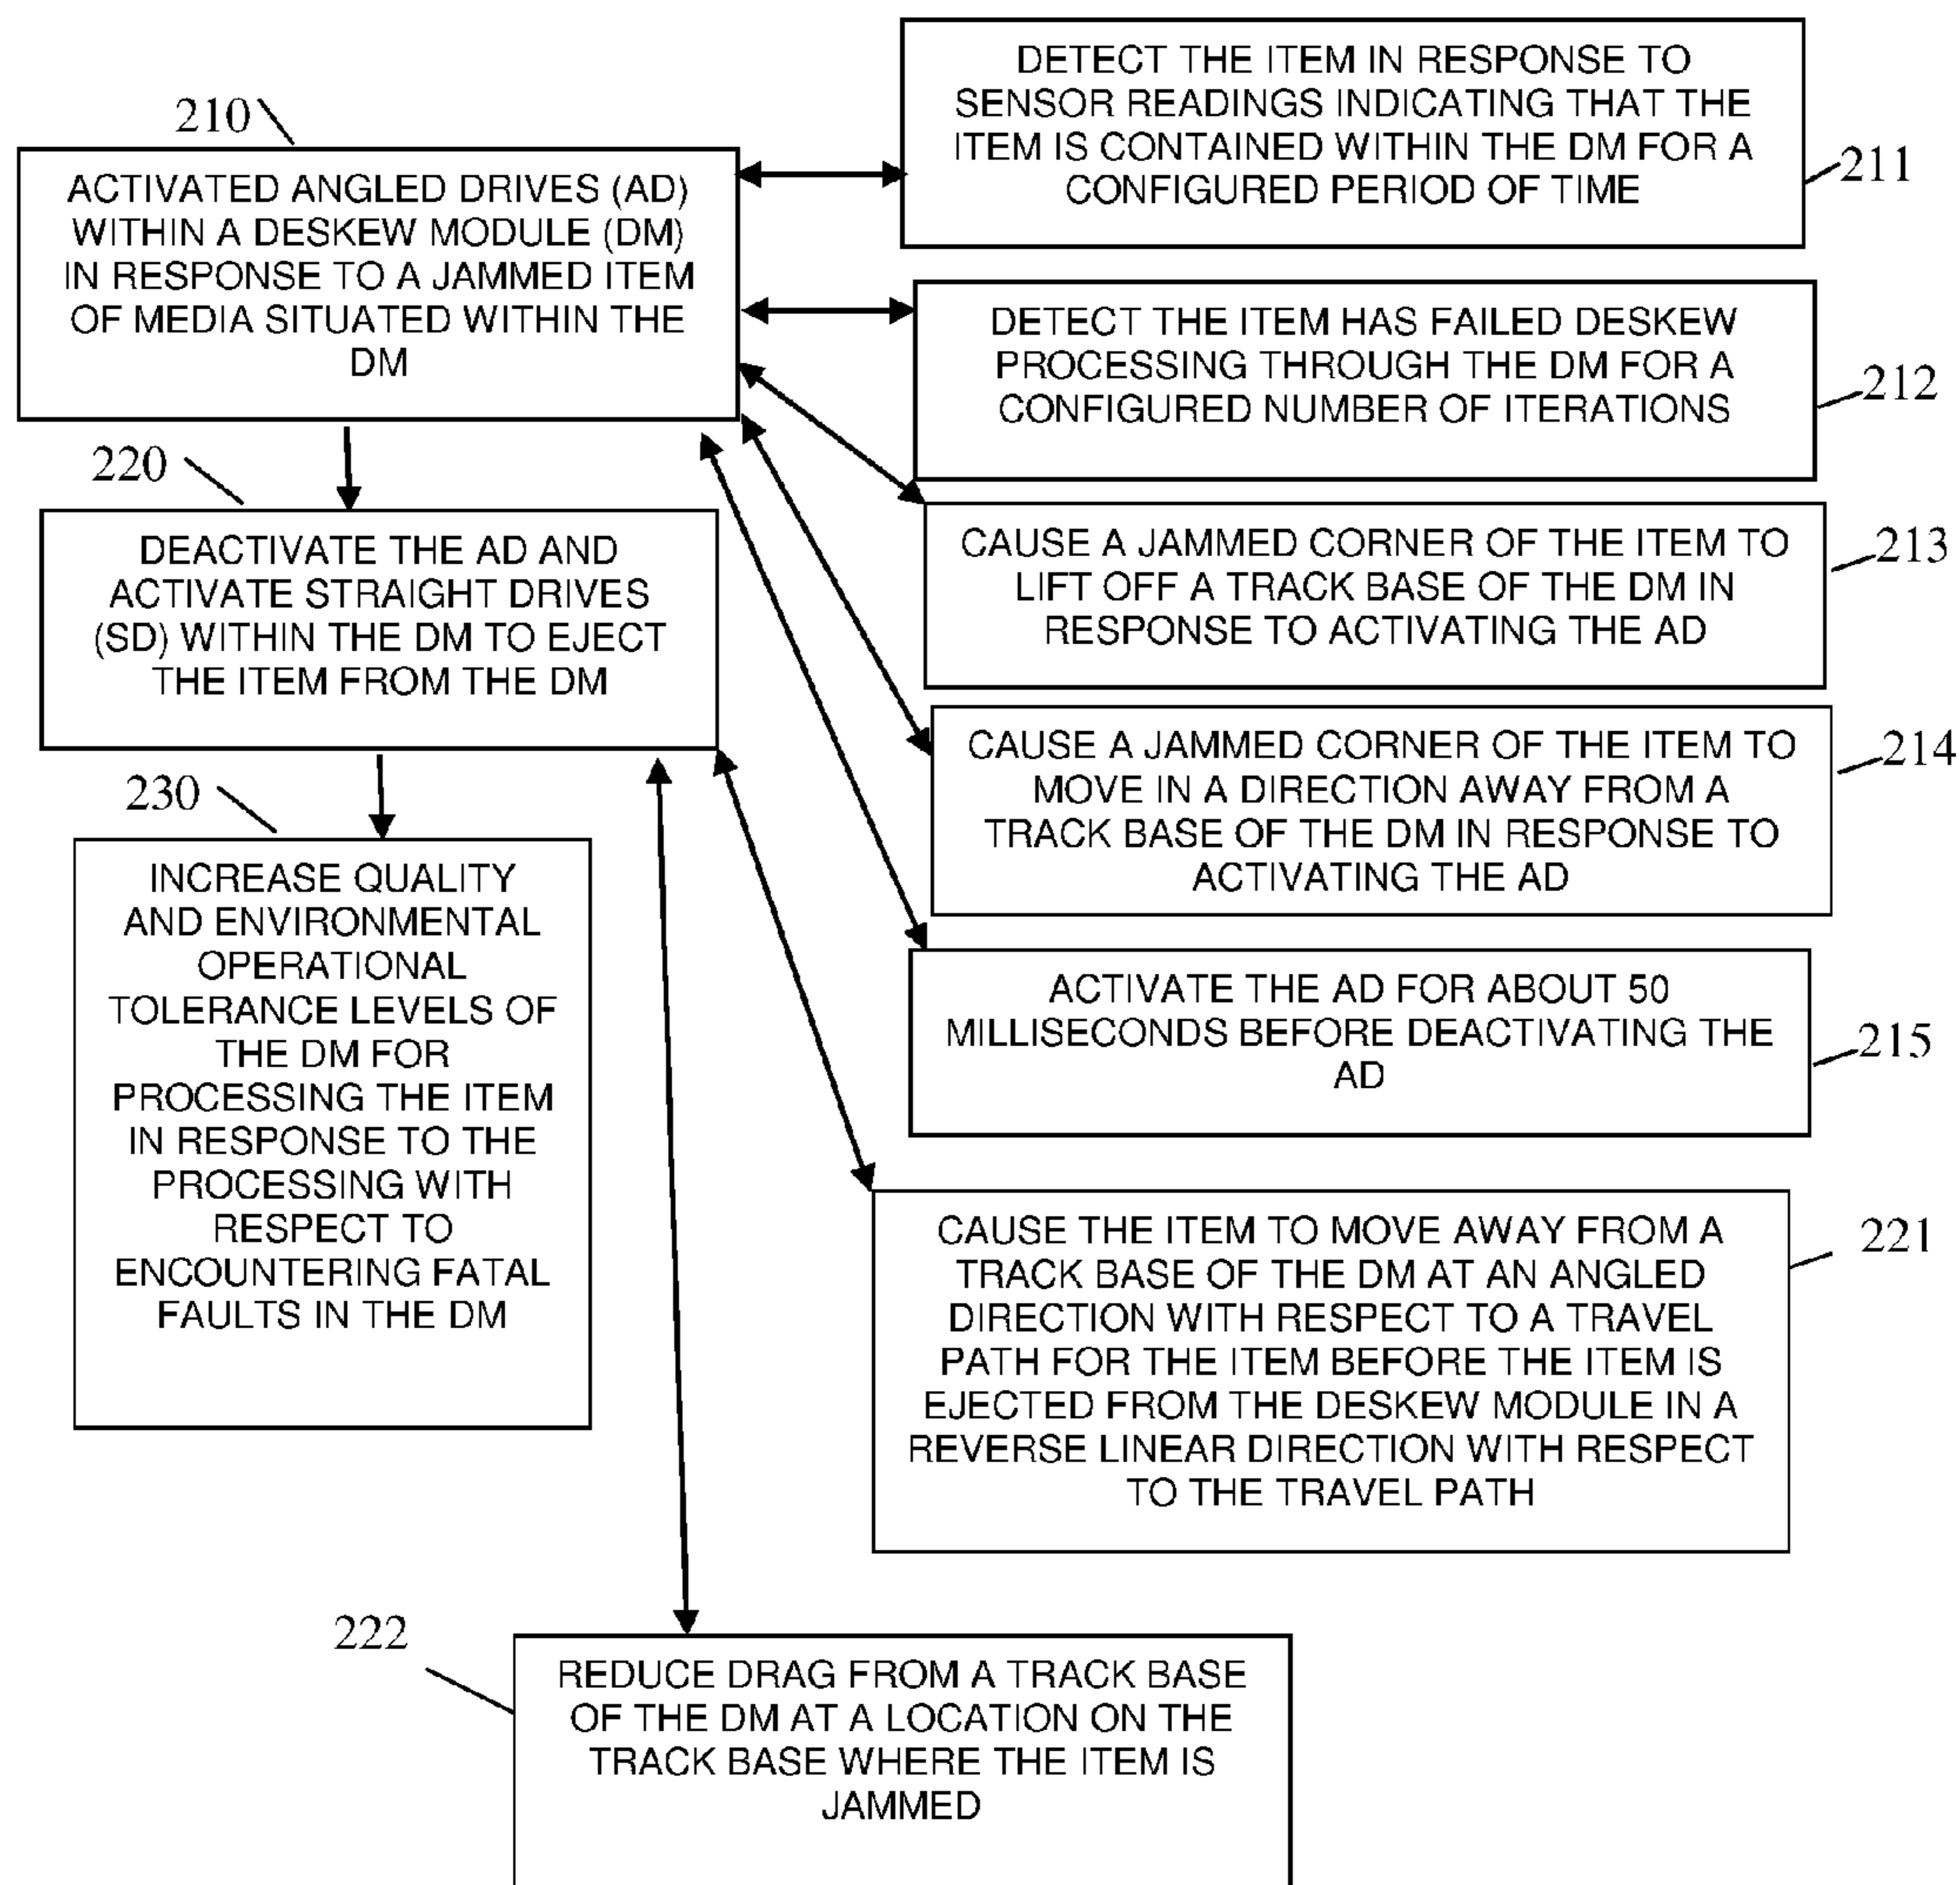 210
ACTIVATED ANGLED DRIVES (AD)
WITHIN A DESKEW MODULE (DM)
IN RESPONSE TO A JAMMED ITEM
OF MEDIA SITUATED WITHIN THE
DM
DETECT THE ITEM IN RESPONSE TO
SENSOR READINGS INDICATING THAT THE
ITEM IS CONTAINED WITHIN THE DM FOR A
CONFIGURED PERIOD OF TIME
211
DETECT THE ITEM HAS FAILED DESKEW
PROCESSING THROUGH THE DM FOR A
CONFIGURED NUMBER OF ITERATIONS
212
CAUSE A JAMMED CORNER OF THE ITEM TO
LIFT OFF A TRACK BASE OF THE DM IN
RESPONSE TO ACTIVATING THE AD
213
CAUSE A JAMMED CORNER OF THE ITEM TO
MOVE IN A DIRECTION AWAY FROM A
TRACK BASE OF THE DM IN RESPONSE TO
ACTIVATING THE AD
214
ACTIVATE THE AD FOR ABOUT 50
MILLISECONDS BEFORE DEACTIVATING THE
AD
215
220
DEACTIVATE THE AD AND
ACTIVATE STRAIGHT DRIVES
(SD) WITHIN THE DM TO EJECT
THE ITEM FROM THE DM
CAUSE THE ITEM TO MOVE AWAY FROM A
TRACK BASE OF THE DM AT AN ANGLED
DIRECTION WITH RESPECT TO A TRAVEL
PATH FOR THE ITEM BEFORE THE ITEM IS
EJECTED FROM THE DESKEW MODULE IN A
REVERSE LINEAR DIRECTION WITH RESPECT
TO THE TRAVEL PATH
221
230
INCREASE QUALITY
AND ENVIRONMENTAL
OPERATIONAL
TOLERANCE LEVELS OF
THE DM FOR
PROCESSING THE ITEM
IN RESPONSE TO THE
PROCESSING WITH
RESPECT TO
ENCOUNTERING FATAL
FAULTS IN THE DM
222
REDUCE DRAG FROM A TRACK BASE
OF THE DM AT A LOCATION ON THE
TRACK BASE WHERE THE ITEM IS
JAMMED